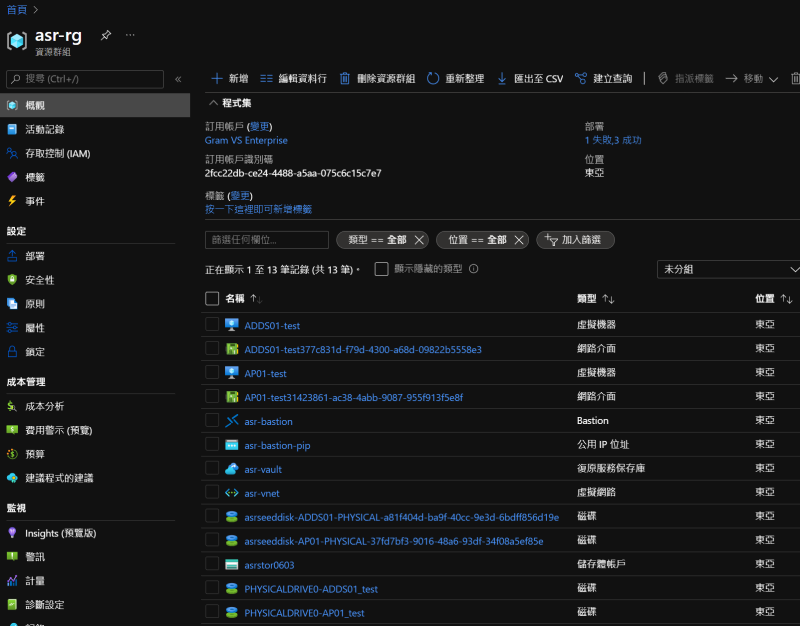 首頁
asr-rg
資源群組
搜尋 (Ctrl+/)
概觀
活動記錄
存取控制 (IAM)
標籤
事件
設定
部署
安全性
原則
屬性
鎖定
成本管理
成本分析
費用警示 (預覽)
預算
建議程式的建議
監視
Insights (預覽版)
警訊
計量
診斷設定
新增 編輯資料行 刪除資源群組 重新整理 匯出至 CSV 建立查詢 指派標籤 移動
程式集
訂用帳戶 (變更)
Gram VS Enterprise
訂用帳戶識別碼
2fcc22db-ce24-4488-a5aa-075c6c15c7e7
標籤 (變更)
按一下這裡即可新增標籤
部署
1 失敗,3 成功
位置
東亞
篩選任何欄位... 類型 == 全部 位置 == 全部 加入篩選
正在顯示 1 至 13 筆記錄 (共 13 筆)。 顯示隱藏的類型 未分組
名稱 類型 位置
ADDS01-test 虛擬機器 東亞
ADDS01-test377c831d-f79d-4300-a68d-09822b5558e3 網路介面 東亞
AP01-test 虛擬機器 東亞
AP01-test31423861-ac38-4abb-9087-955f913f5e8f 網路介面 東亞
asr-bastion Bastion 東亞
asr-bastion-pip 公用 IP 位址 東亞
asr-vault 復原服務保存庫 東亞
asr-vnet 虛擬網路 東亞
asrseeddisk-ADDS01-PHYSICAL-a81f404d-ba9f-40cc-9e3d-6bdff856d19e 磁碟 東亞
asrseeddisk-AP01-PHYSICAL-37fd7bf3-9016-48a6-93df-34f08a5ef85e 磁碟 東亞
asrstor0603 儲存體帳戶 東亞
PHYSICALDRIVE0-ADDS01_test 磁碟 東亞
PHYSICALDRIVE0-AP01_test 磁碟 東亞